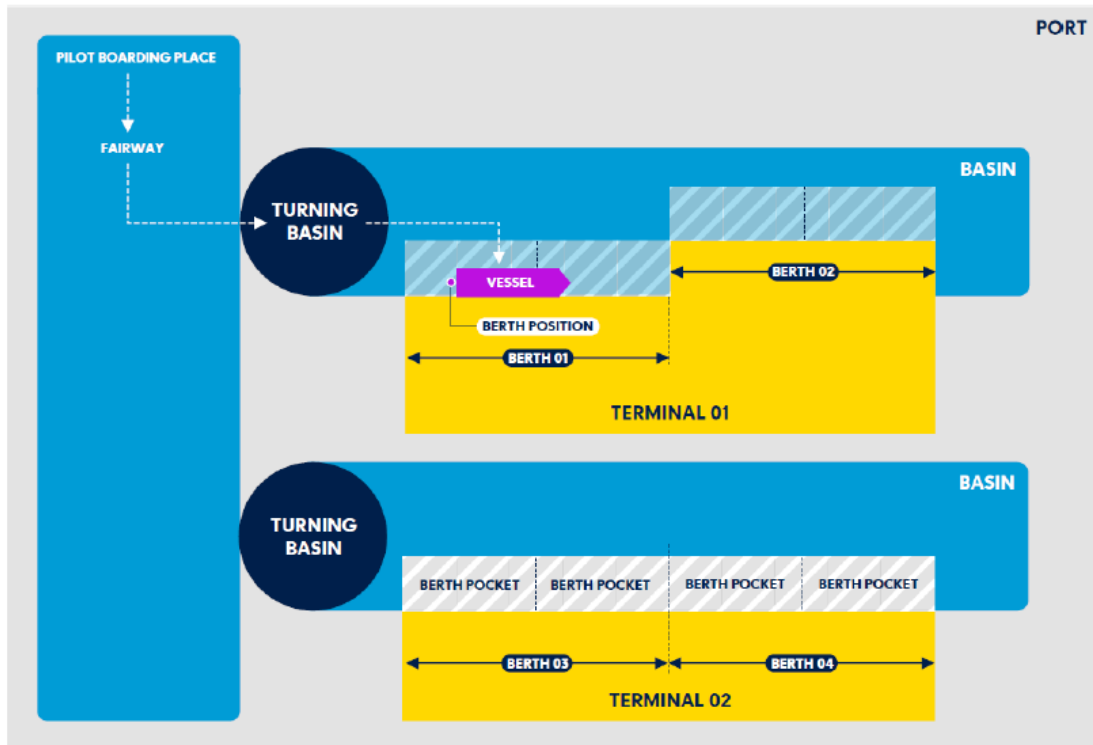 PORT
PILOT BOARDING PLACE
FAIRWAY
BASIN
TURNING
BASIN
BERTH 02
VESSEL
BERTH POSITION
BERTH 01
TERMINAL 01
BASIN
TURNING
BASIN
BERTH POCKET
BERTH POCKET
BERTH POCKET
BERTH POCKET
BERTH 03
BERTH 04
TERMINAL 02